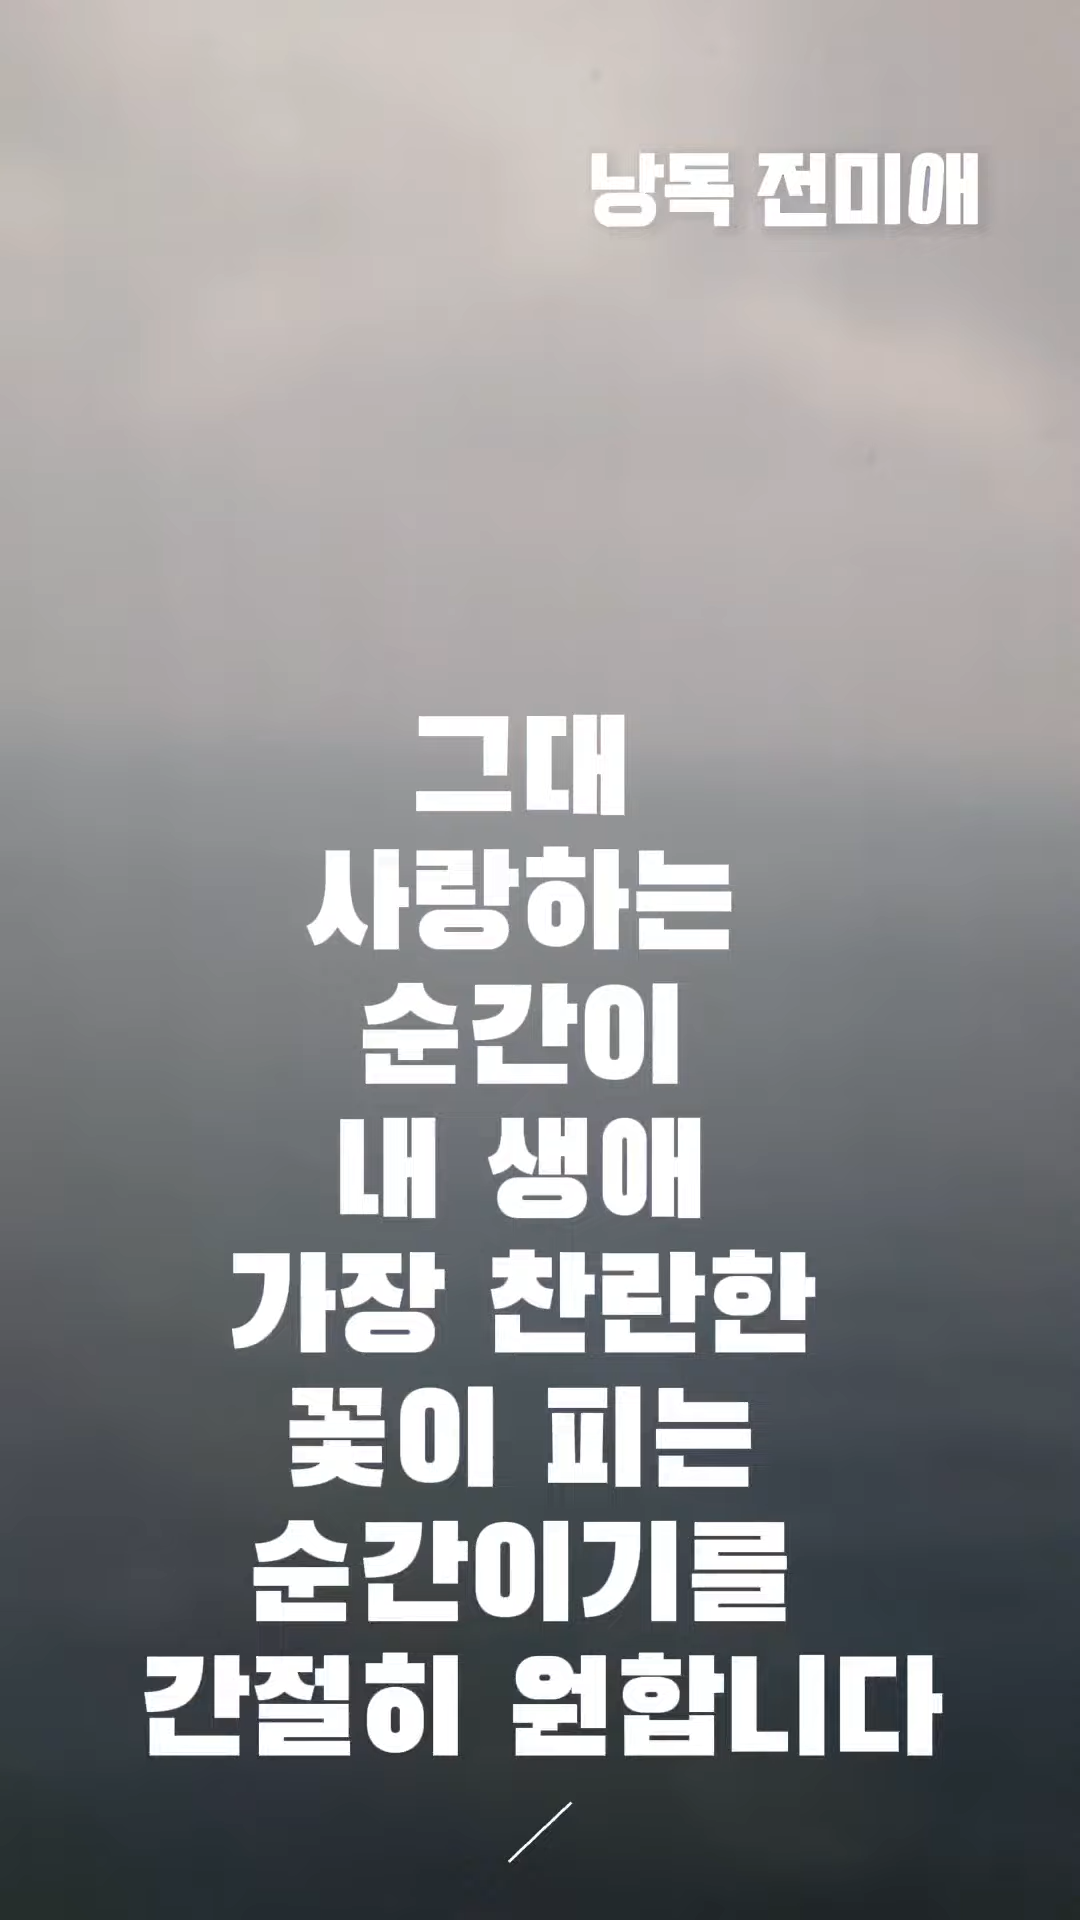 낭독 전미애
그대
사랑하는
순간이
내 생애
가장 찬란한
꽃이 피는
순간이기를
간절히 원합니다